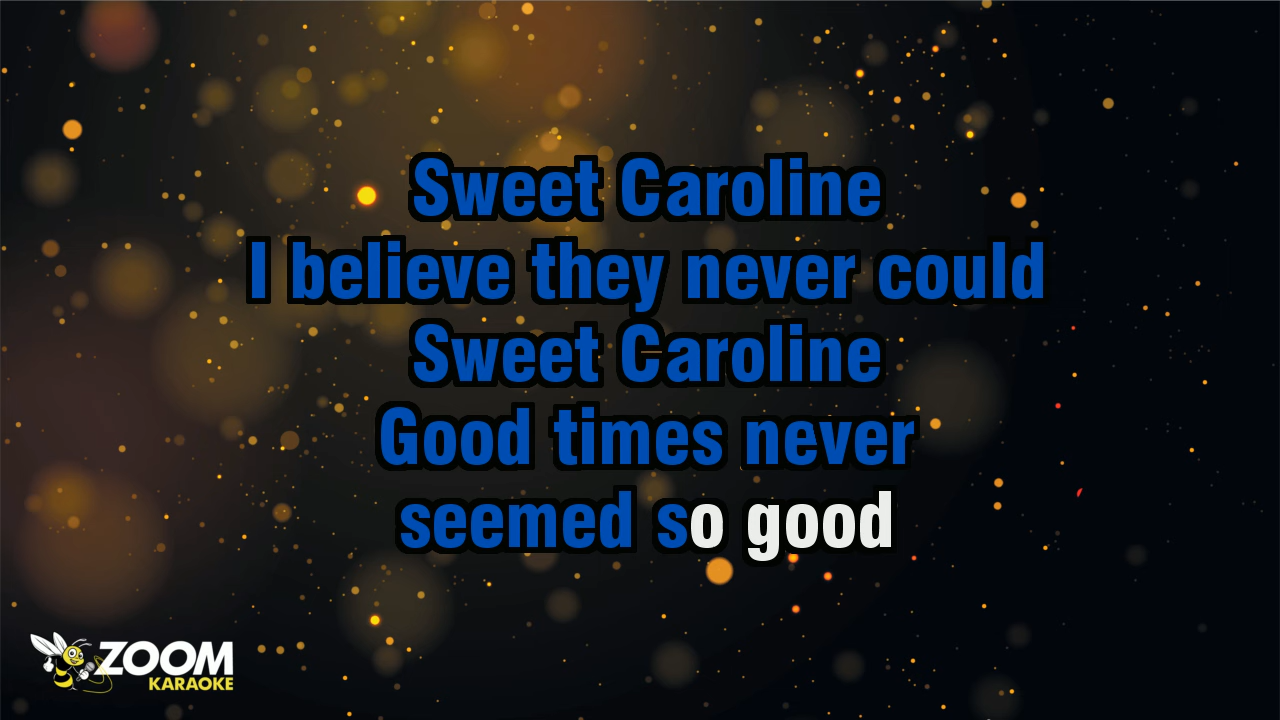 Sweet Caroline
I believe they never could
Sweet Caroline
Good times never
seemed so good
ZOOM
KARAOKE